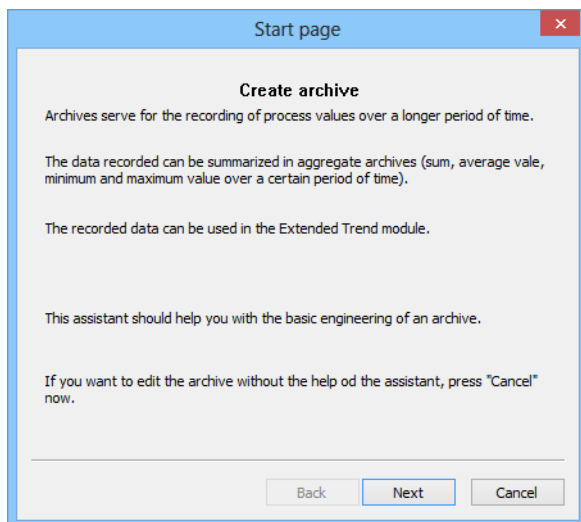 Start page
Create archive
Archives serve for the recording of process values over a longer period of time.
The data recorded can be summarized in aggregate archives (sum, average vale,
minimum and maximum value over a certain period of time).
The recorded data can be used in the Extended Trend module.
This assistant should help you with the basic engineering of an archive.
If you want to edit the archive without the help od the assistant, press "Cancel"
now.
Back Next Cancel